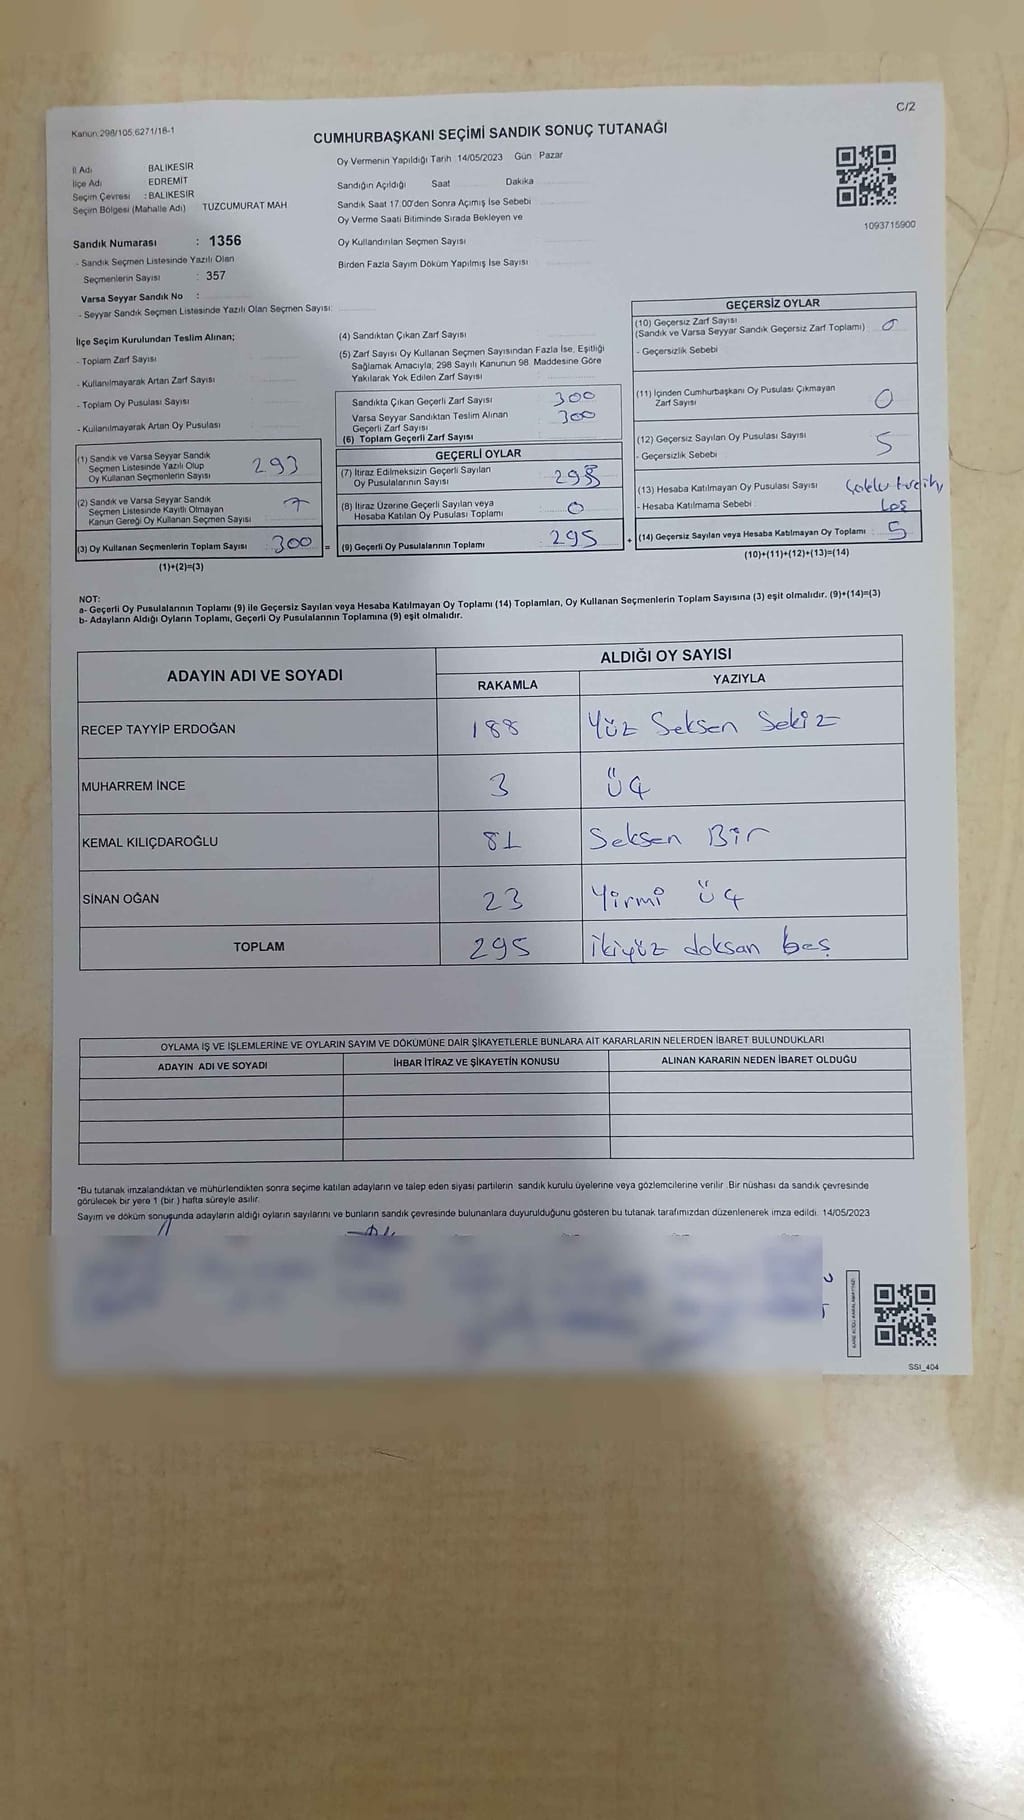 C/2
Kanun:298/105,6271/18-1
CUMHURBAŞKANI SEÇİMİ SANDIK SONUÇ TUTANAĞI
İl Adı BALIKESİR
İlçe Adı EDREMİT
Seçim Çevresi : BALIKESİR
Seçim Bölgesi (Mahalle Adı) TUZCUMURAT MAH
Sandık Numarası : 1356
- Sandık Seçmen Listesinde Yazılı Olan
Seçmenlerin Sayısı : 357
Varsa Seyyar Sandık No :
- Seyyar Sandık Seçmen Listesinde Yazılı Olan Seçmen Sayısı:
Oy Vermenin Yapıldığı Tarih 14/05/2023 Gün Pazar
Sandığın Açıldığı Saat Dakika
Sandık Saat 17.00'den Sonra Açımış İse Sebebi
Oy Verme Saati Bitiminde Sırada Bekleyen ve
Oy Kullandırılan Seçmen Sayısı
Birden Fazla Sayım Döküm Yapılmış İse Sayısı
1093715900
İlçe Seçim Kurulundan Teslim Alınan;
- Toplam Zarf Sayısı
- Kullanılmayarak Artan Zarf Sayısı
- Toplam Oy Pusulası Sayısı
- Kullanılmayarak Artan Oy Pusulası
(1) Sandık ve Varsa Seyyar Sandık
Seçmen Listesinde Yazılı Olup
Oy Kullanan Seçmenlerin Sayısı 293
(2) Sandık ve Varsa Seyyar Sandık
Seçmen Listesinde Kayıtlı Olmayan
Kanun Gereği Oy Kullanan Seçmen Sayısı 7
(3) Oy Kullanan Seçmenlerin Toplam Sayısı : 300 =
(1)+(2)=(3)
(4) Sandıktan Çıkan Zarf Sayısı
(5) Zarf Sayısı Oy Kullanan Seçmen Sayısından Fazla İse, Eşitliği
Sağlamak Amacıyla, 298 Sayılı Kanunun 98. Maddesine Göre
Yakılarak Yok Edilen Zarf Sayısı
Sandıkta Çıkan Geçerli Zarf Sayısı 300
Varsa Seyyar Sandıktan Teslim Alınan 300
Geçerli Zarf Sayısı
(6) Toplam Geçerli Zarf Sayısı
GEÇERLİ OYLAR
(7) İtiraz Edilmeksizin Geçerli Sayılan
Oy Pusulalarının Sayısı 295
(8) İtiraz Üzerine Geçerli Sayılan veya
Hesaba Katılan Oy Pusulası Toplamı 0
(9) Geçerli Oy Pusulalarının Toplamı 295 +
GEÇERSİZ OYLAR
(10) Geçersiz Zarf Sayısı
(Sandık ve Varsa Seyyar Sandık Geçersiz Zarf Toplamı) : 0
- Geçersizlik Sebebi
(11) İçinden Cumhurbaşkanı Oy Pusulası Çıkmayan
Zarf Sayısı 0
(12) Geçersiz Sayılan Oy Pusulası Sayısı 5
- Geçersizlik Sebebi
(13) Hesaba Katılmayan Oy Pusulası Sayısı
- Hesaba Katılmama Sebebi
(14) Geçersiz Sayılan veya Hesaba Katılmayan Oy Toplamı : 5
(10)+(11)+(12)+(13)=(14)
NOT:
a- Geçerli Oy Pusulalarının Toplamı (9) ile Geçersiz Sayılan veya Hesaba Katılmayan Oy Toplamı (14) Toplamları, Oy Kullanan Seçmenlerin Toplam Sayısına (3) eşit olmalıdır. (9)+(14)=(3)
b- Adayların Aldığı Oyların Toplamı, Geçerli Oy Pusulalarının Toplamına (9) eşit olmalıdır.
ADAYIN ADI VE SOYADI ALDIĞI OY SAYISI
RAKAMLA YAZIYLA
RECEP TAYYİP ERDOĞAN 188 Yüz Seksen Sekiz
MUHARREM İNCE 3 Üç
KEMAL KILIÇDAROĞLU 81 Seksen Bir
SİNAN OĞAN 23 Yirmi Üç
TOPLAM 295 ikiyüz doksan beş
OYLAMA İŞ VE İŞLEMLERİNE VE OYLARIN SAYIM VE DÖKÜMÜNE DAİR ŞİKAYETLERLE BUNLARA AİT KARARLARIN NELERDEN İBARET BULUNDUKLARI
ADAYIN ADI VE SOYADI İHBAR İTİRAZ VE ŞİKAYETİN KONUSU ALINAN KARARIN NEDEN İBARET OLDUĞU
*Bu tutanak imzalandıktan ve mühürlendikten sonra seçime katılan adayların ve talep eden siyasi partilerin sandık kurulu üyelerine veya gözlemcilerine verilir. Bir nüshası da sandık çevresinde
görülecek bir yere 1 (bir) hafta süreyle asılır.
Sayım ve döküm sonucunda adayların aldığı oyların sayılarını ve bunların sandık çevresinde bulunanlara duyurulduğunu gösteren bu tutanak tarafımızdan düzenlenerek imza edildi. 14/05/2023
SSI_404